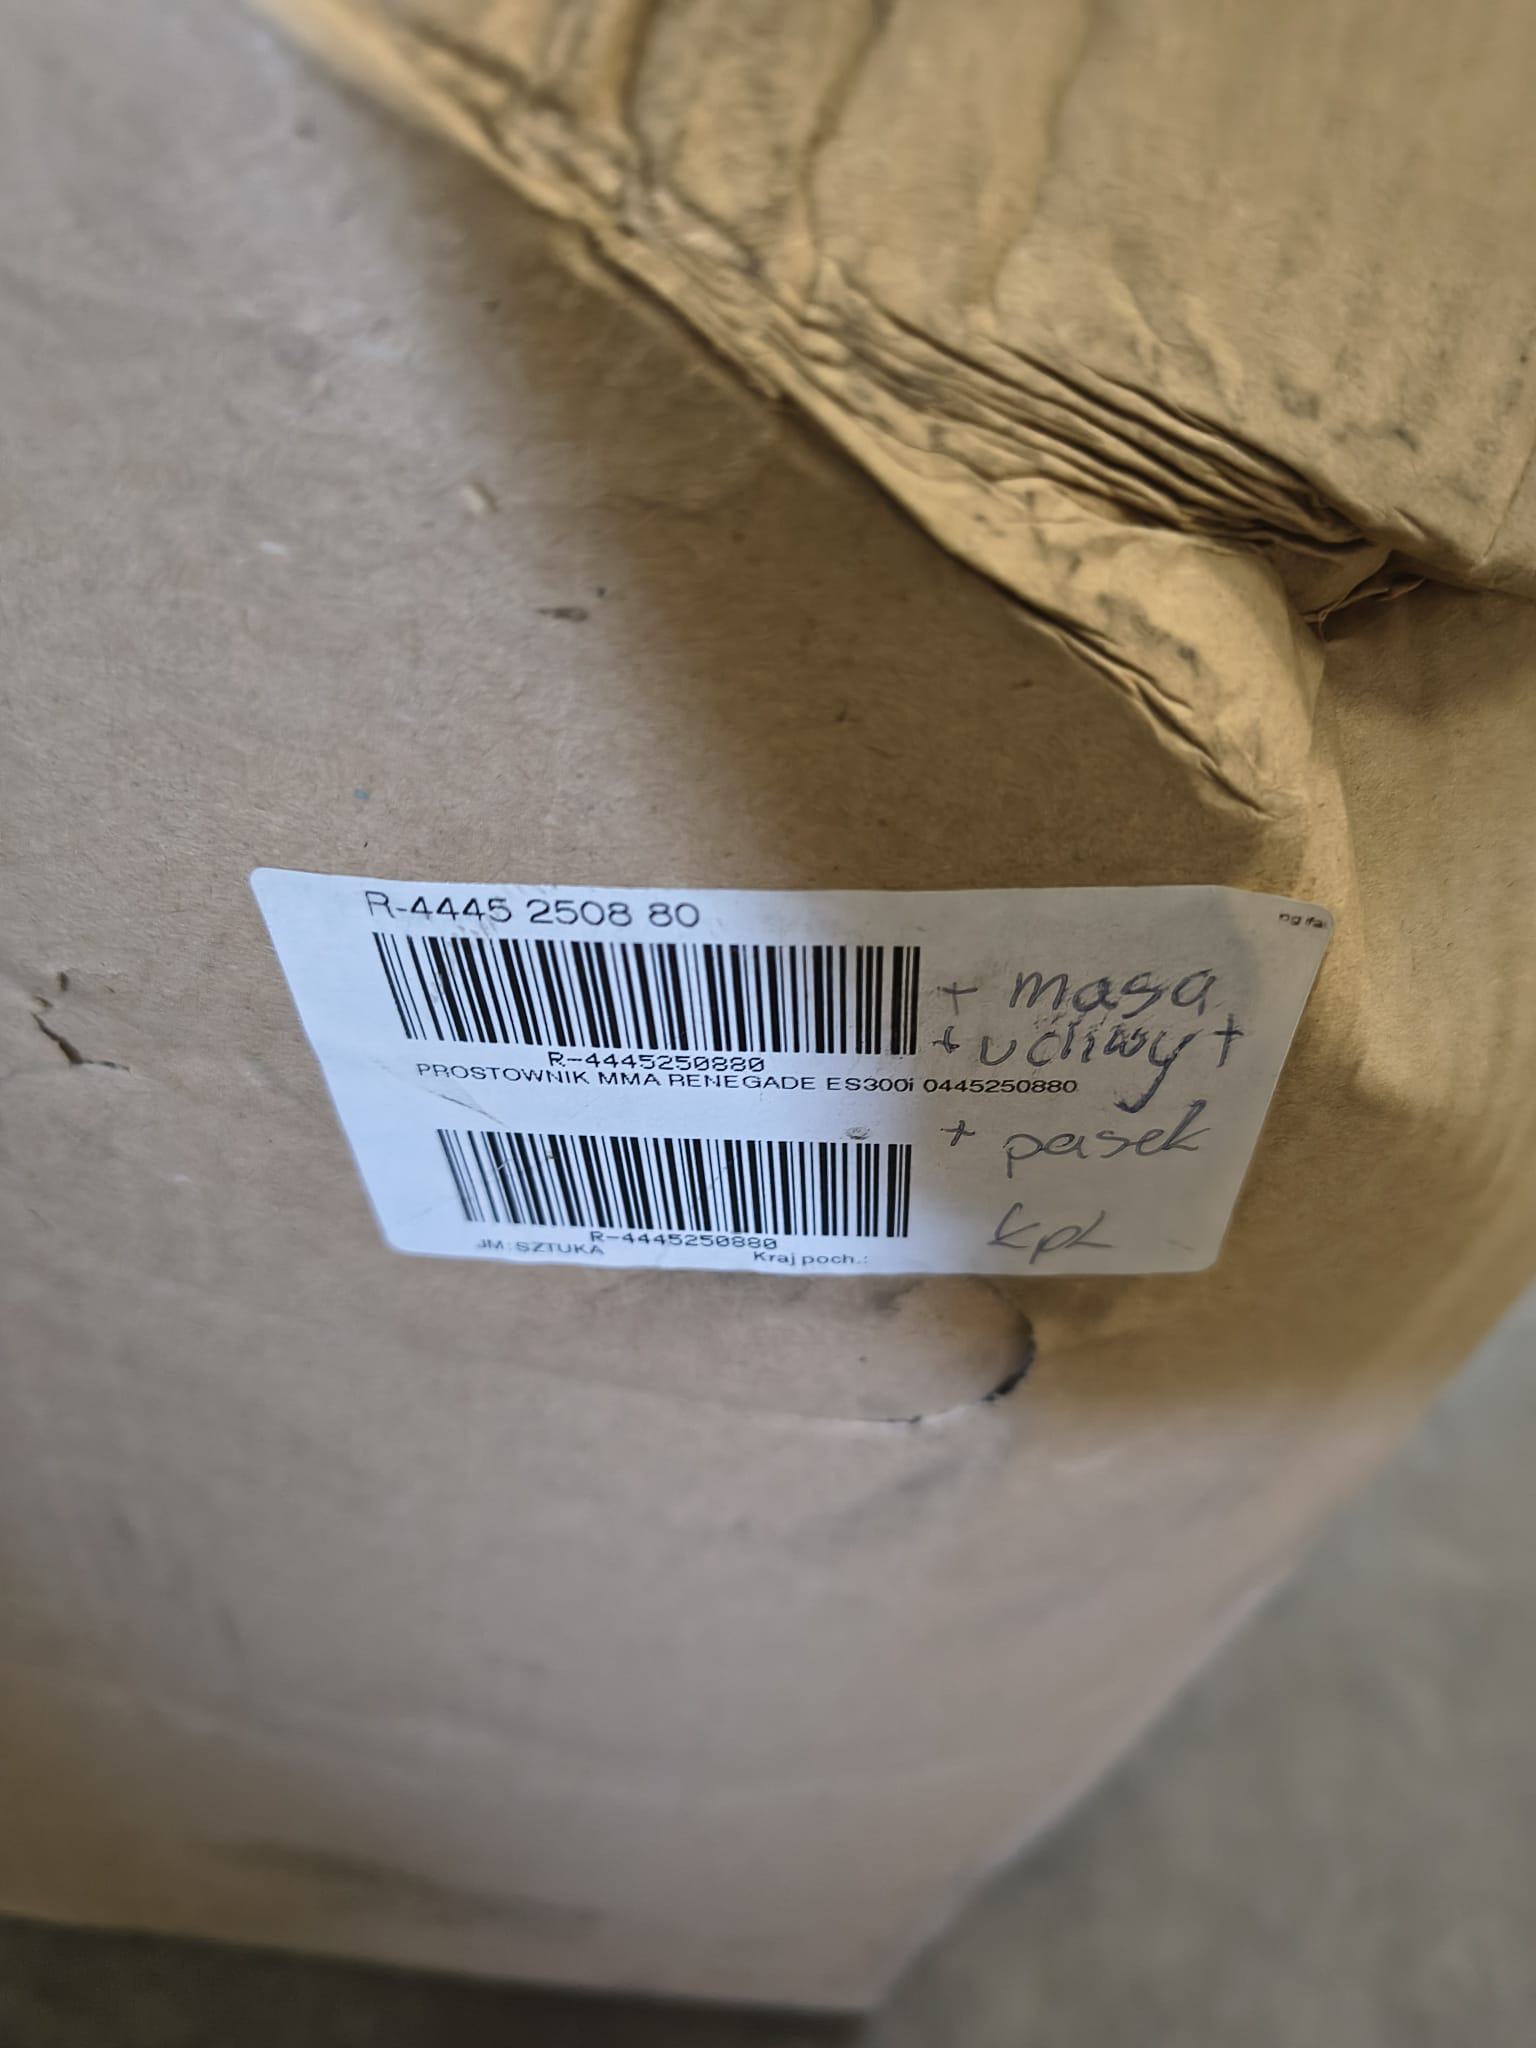 R-4445 2508 80
R-4445250880
PROSTOWNIK MMA RENEGADE ES300i 0445250880
R-4445250880
JM: SZTUKA
Kraj poch.:
+ masa
+ uchwyt
+ pasek
kpl